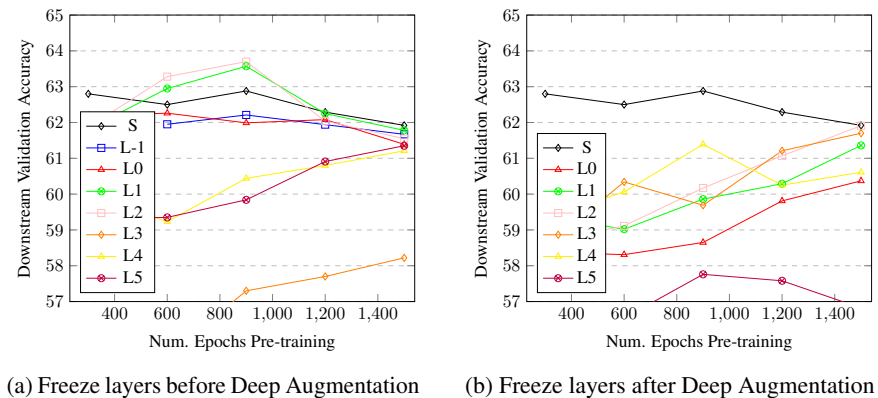 65
64
63
62
61
60
59
58
57
Downstream Validation Accuracy
S
L-1
L0
L1
L2
L3
L4
L5
400 600 800 1,000 1,200 1,400
Num. Epochs Pre-training
(a) Freeze layers before Deep Augmentation
65
64
63
62
61
60
59
58
57
Downstream Validation Accuracy
S
L0
L1
L2
L3
L4
L5
400 600 800 1,000 1,200 1,400
Num. Epochs Pre-training
(b) Freeze layers after Deep Augmentation